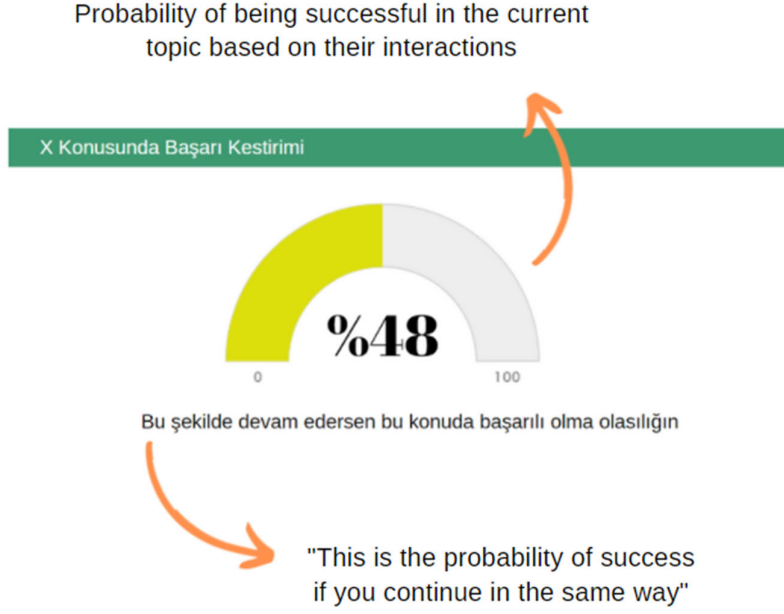 Probability of being successful in the current
topic based on their interactions
X Konusunda Başarı Kestirimi
%48
0
100
Bu şekilde devam edersen bu konuda başarılı olma olasılığın
"This is the probability of success
if you continue in the same way"